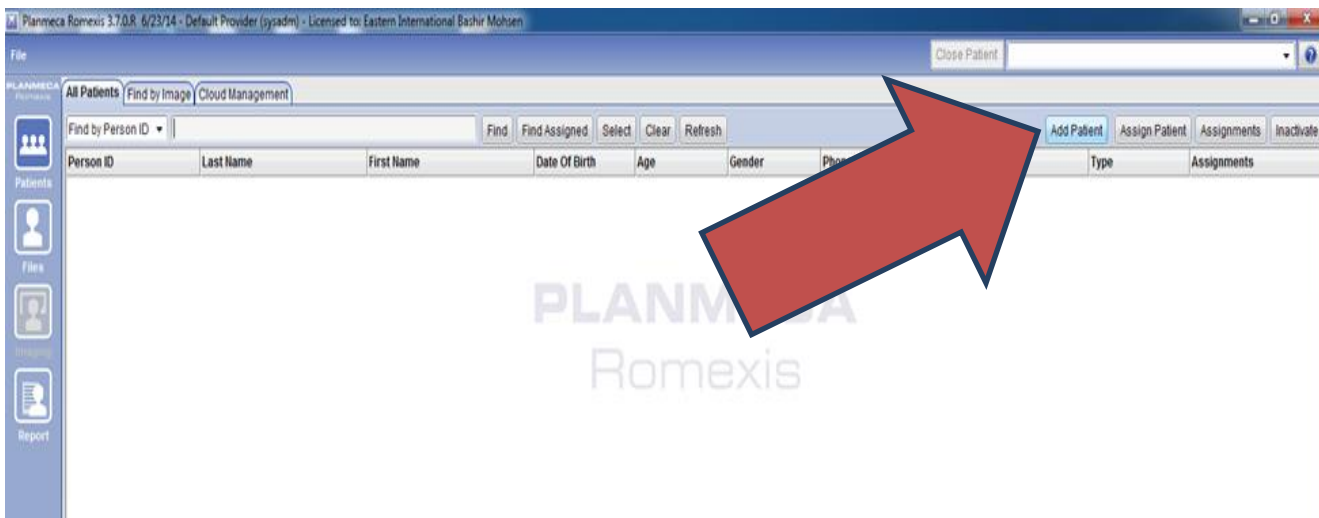 Planmeca Romexis 3.7.0.R 6/23/14 - Default Provider (sysadm) - Licensed to: Eastern International Bashir Mohsen
File
Close Patient
PLANMECA
All Patients Find by Image Cloud Management
Find by Person ID Find Find Assigned Select Clear Refresh Add Patient Assign Patient Assignments Inactivate
Person ID Last Name First Name Date Of Birth Age Gender Type Assignments
Patients
Files
Imaging
Report
PLANMECA
Romexis